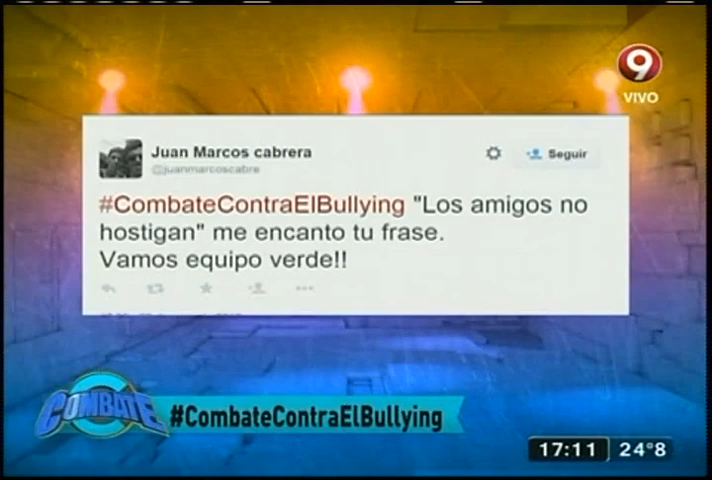 9
VIVO
Juan Marcos cabrera
@juanmarcoscabre
Seguir
#CombateContraElBullying "Los amigos no
hostigan" me encanto tu frase.
Vamos equipo verde!!
COMBATE
#CombateContraElBullying
17:11 24°8